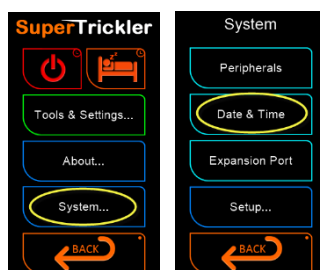 SuperTrickler
Tools & Settings...
About...
System...
BACK
System
Peripherals
Date & Time
Expansion Port
Setup...
BACK